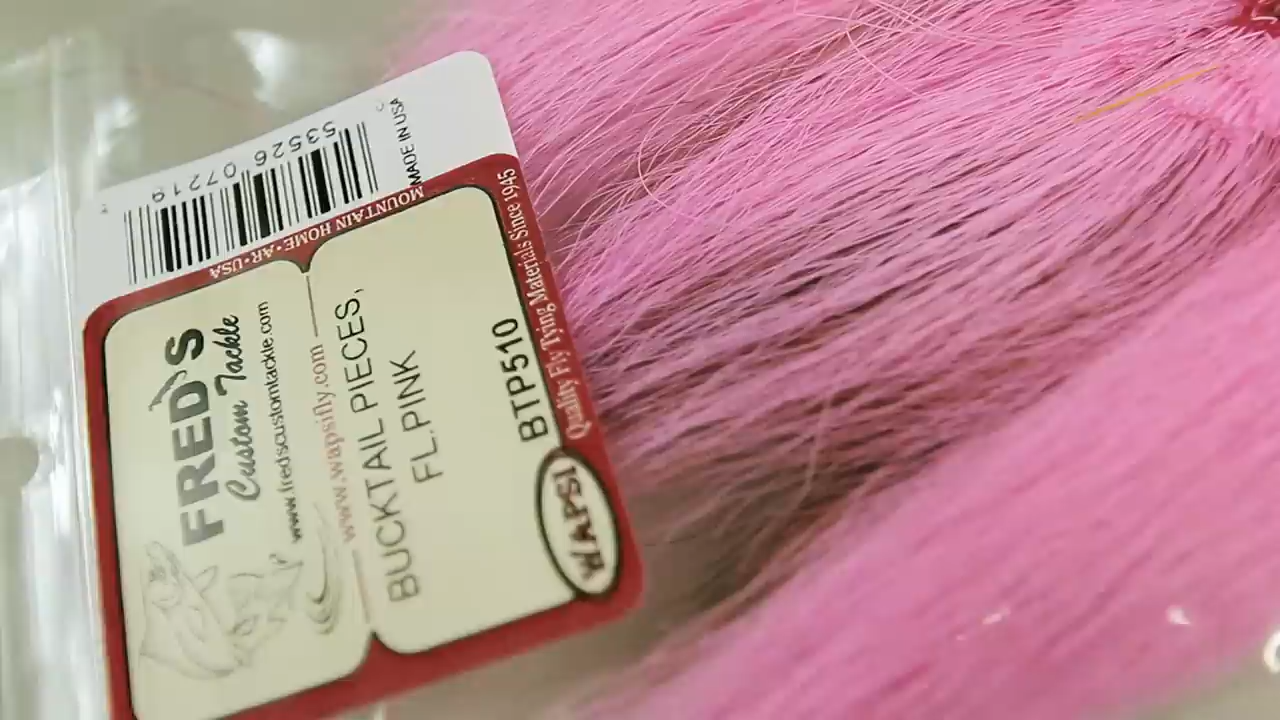 53526 07219
MADE IN USA
MOUNTAIN HOME • AR • USA
FRED'S
Custom Tackle
www.fredscustomtackle.com
www.wapsifly.com
BUCKTAIL PIECES,
FL.PINK
BTP510
WAPSI
Quality Fly Tying Materials Since 1945